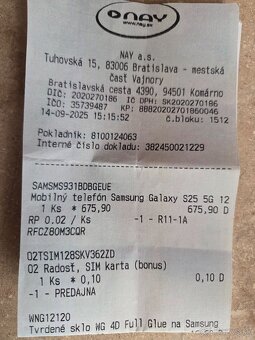 NAY
www.nay.sk
NAY a.s.
Tuhovská 15, 83006 Bratislava - mestská
časť Vajnory
Bratislavská cesta 4390, 94501 Komárno
DIČ: 2020270186 IČ DPH: SK2020270186
IČO: 35739487 KP: 88820202701860046
14-09-2025 15:15:52 č.bloku: 1512
Pokladník: 8100124063
Interné číslo dokladu: 382450021229
SAMSMS931BDBGEUE
Mobilný telefón Samsung Galaxy S25 5G 12
1 Ks * 675,90 675,90 D
RP 0.02 / Ks -1 - R11-1A
RFCZ80M3CQR
O2TSIM128SKV362ZD
O2 Radosť, SIM karta (bonus)
1 Ks * 0,10 0,10 D
-1 - PREDAJNA
WNG12120
Tvrdené sklo WG 4D Full Glue na Samsung